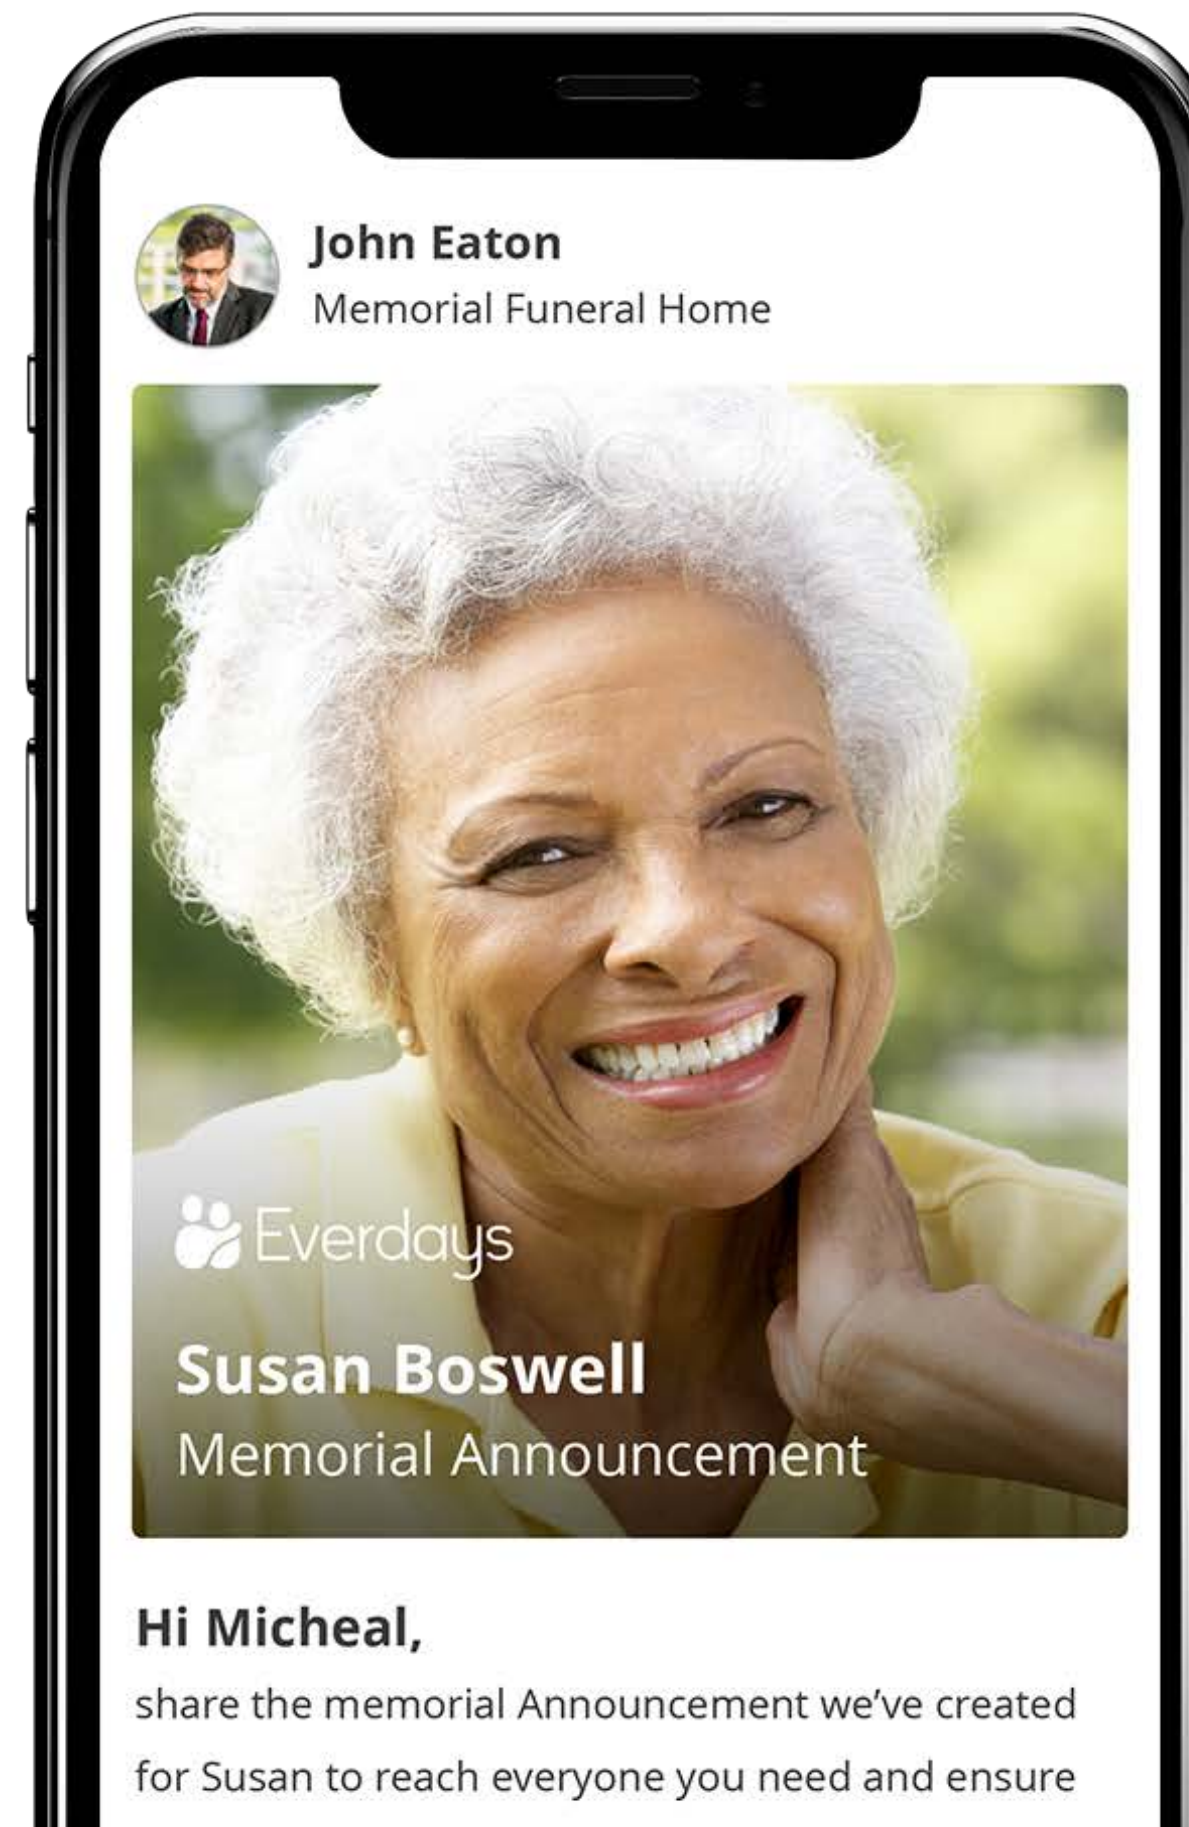 John Eaton
Memorial Funeral Home
Everdays
Susan Boswell
Memorial Announcement
Hi Micheal,
share the memorial Announcement we’ve created
for Susan to reach everyone you need and ensure